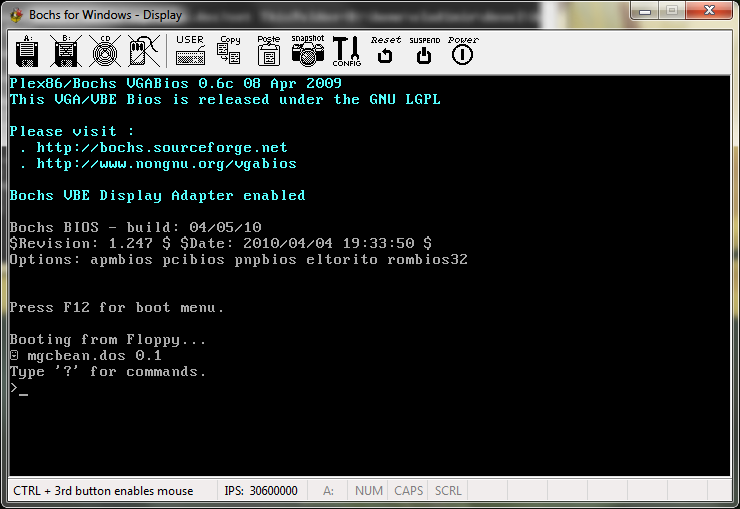 Bochs for Windows - Display
A: B: CD USER Copy Paste snapshot CONFIG Reset SUSPEND Power
Plex86/Bochs VGABios 0.6c 08 Apr 2009
This VGA/VBE Bios is released under the GNU LGPL
Please visit :
. http://bochs.sourceforge.net
. http://www.nongnu.org/vgabios
Bochs VBE Display Adapter enabled
Bochs BIOS - build: 04/05/10
$Revision: 1.247 $ $Date: 2010/04/04 19:33:50 $
Options: apmbios pcibios pnpbios eltorito rombios32
Press F12 for boot menu.
Booting from Floppy...
mgcbean.dos 0.1
Type '?' for commands.
>_
CTRL + 3rd button enables mouse IPS: 30600000 A: NUM CAPS SCRL